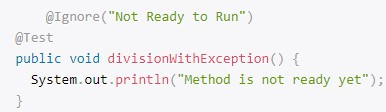 @Ignore("Not Ready to Run")
@Test
public void divisionWithException() {
System.out.println("Method is not ready yet");
}